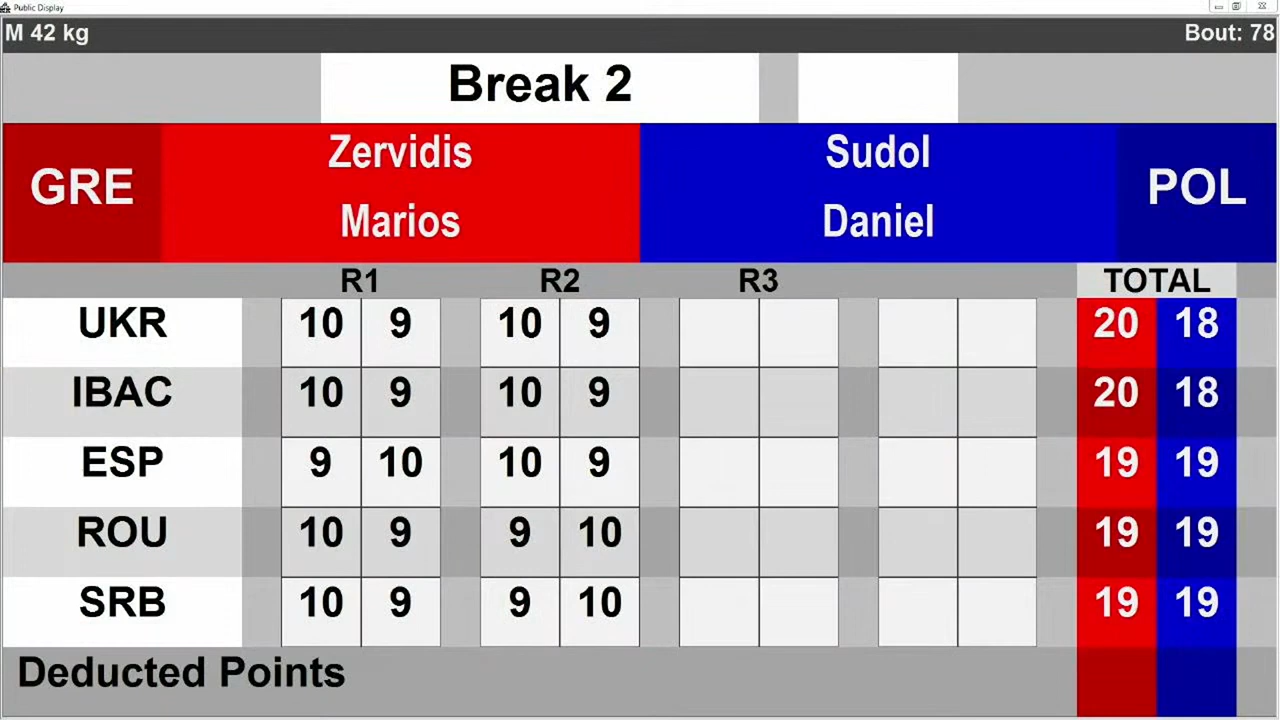 Public Display
M 42 kg Bout: 78
Break 2
GRE Zervidis Marios Sudol Daniel POL
R1 R2 R3 TOTAL
UKR 10 9 10 9 20 18
IBAC 10 9 10 9 20 18
ESP 9 10 10 9 19 19
ROU 10 9 9 10 19 19
SRB 10 9 9 10 19 19
Deducted Points